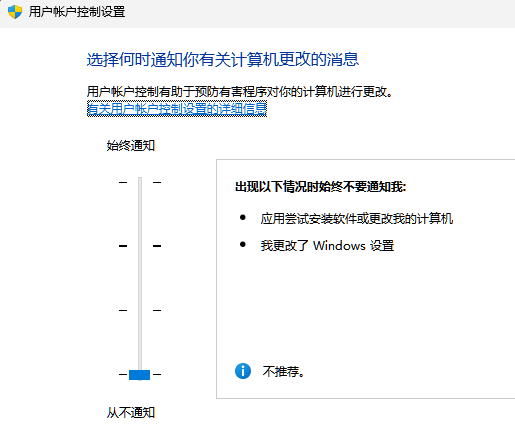 用户帐户控制设置
选择何时通知你有关计算机更改的消息
用户帐户控制有助于预防有害程序对你的计算机进行更改。
有关用户帐户控制设置的详细信息
始终通知
出现以下情况时始终不要通知我:
应用尝试安装软件或更改我的计算机
我更改了 Windows 设置
不推荐。
从不通知